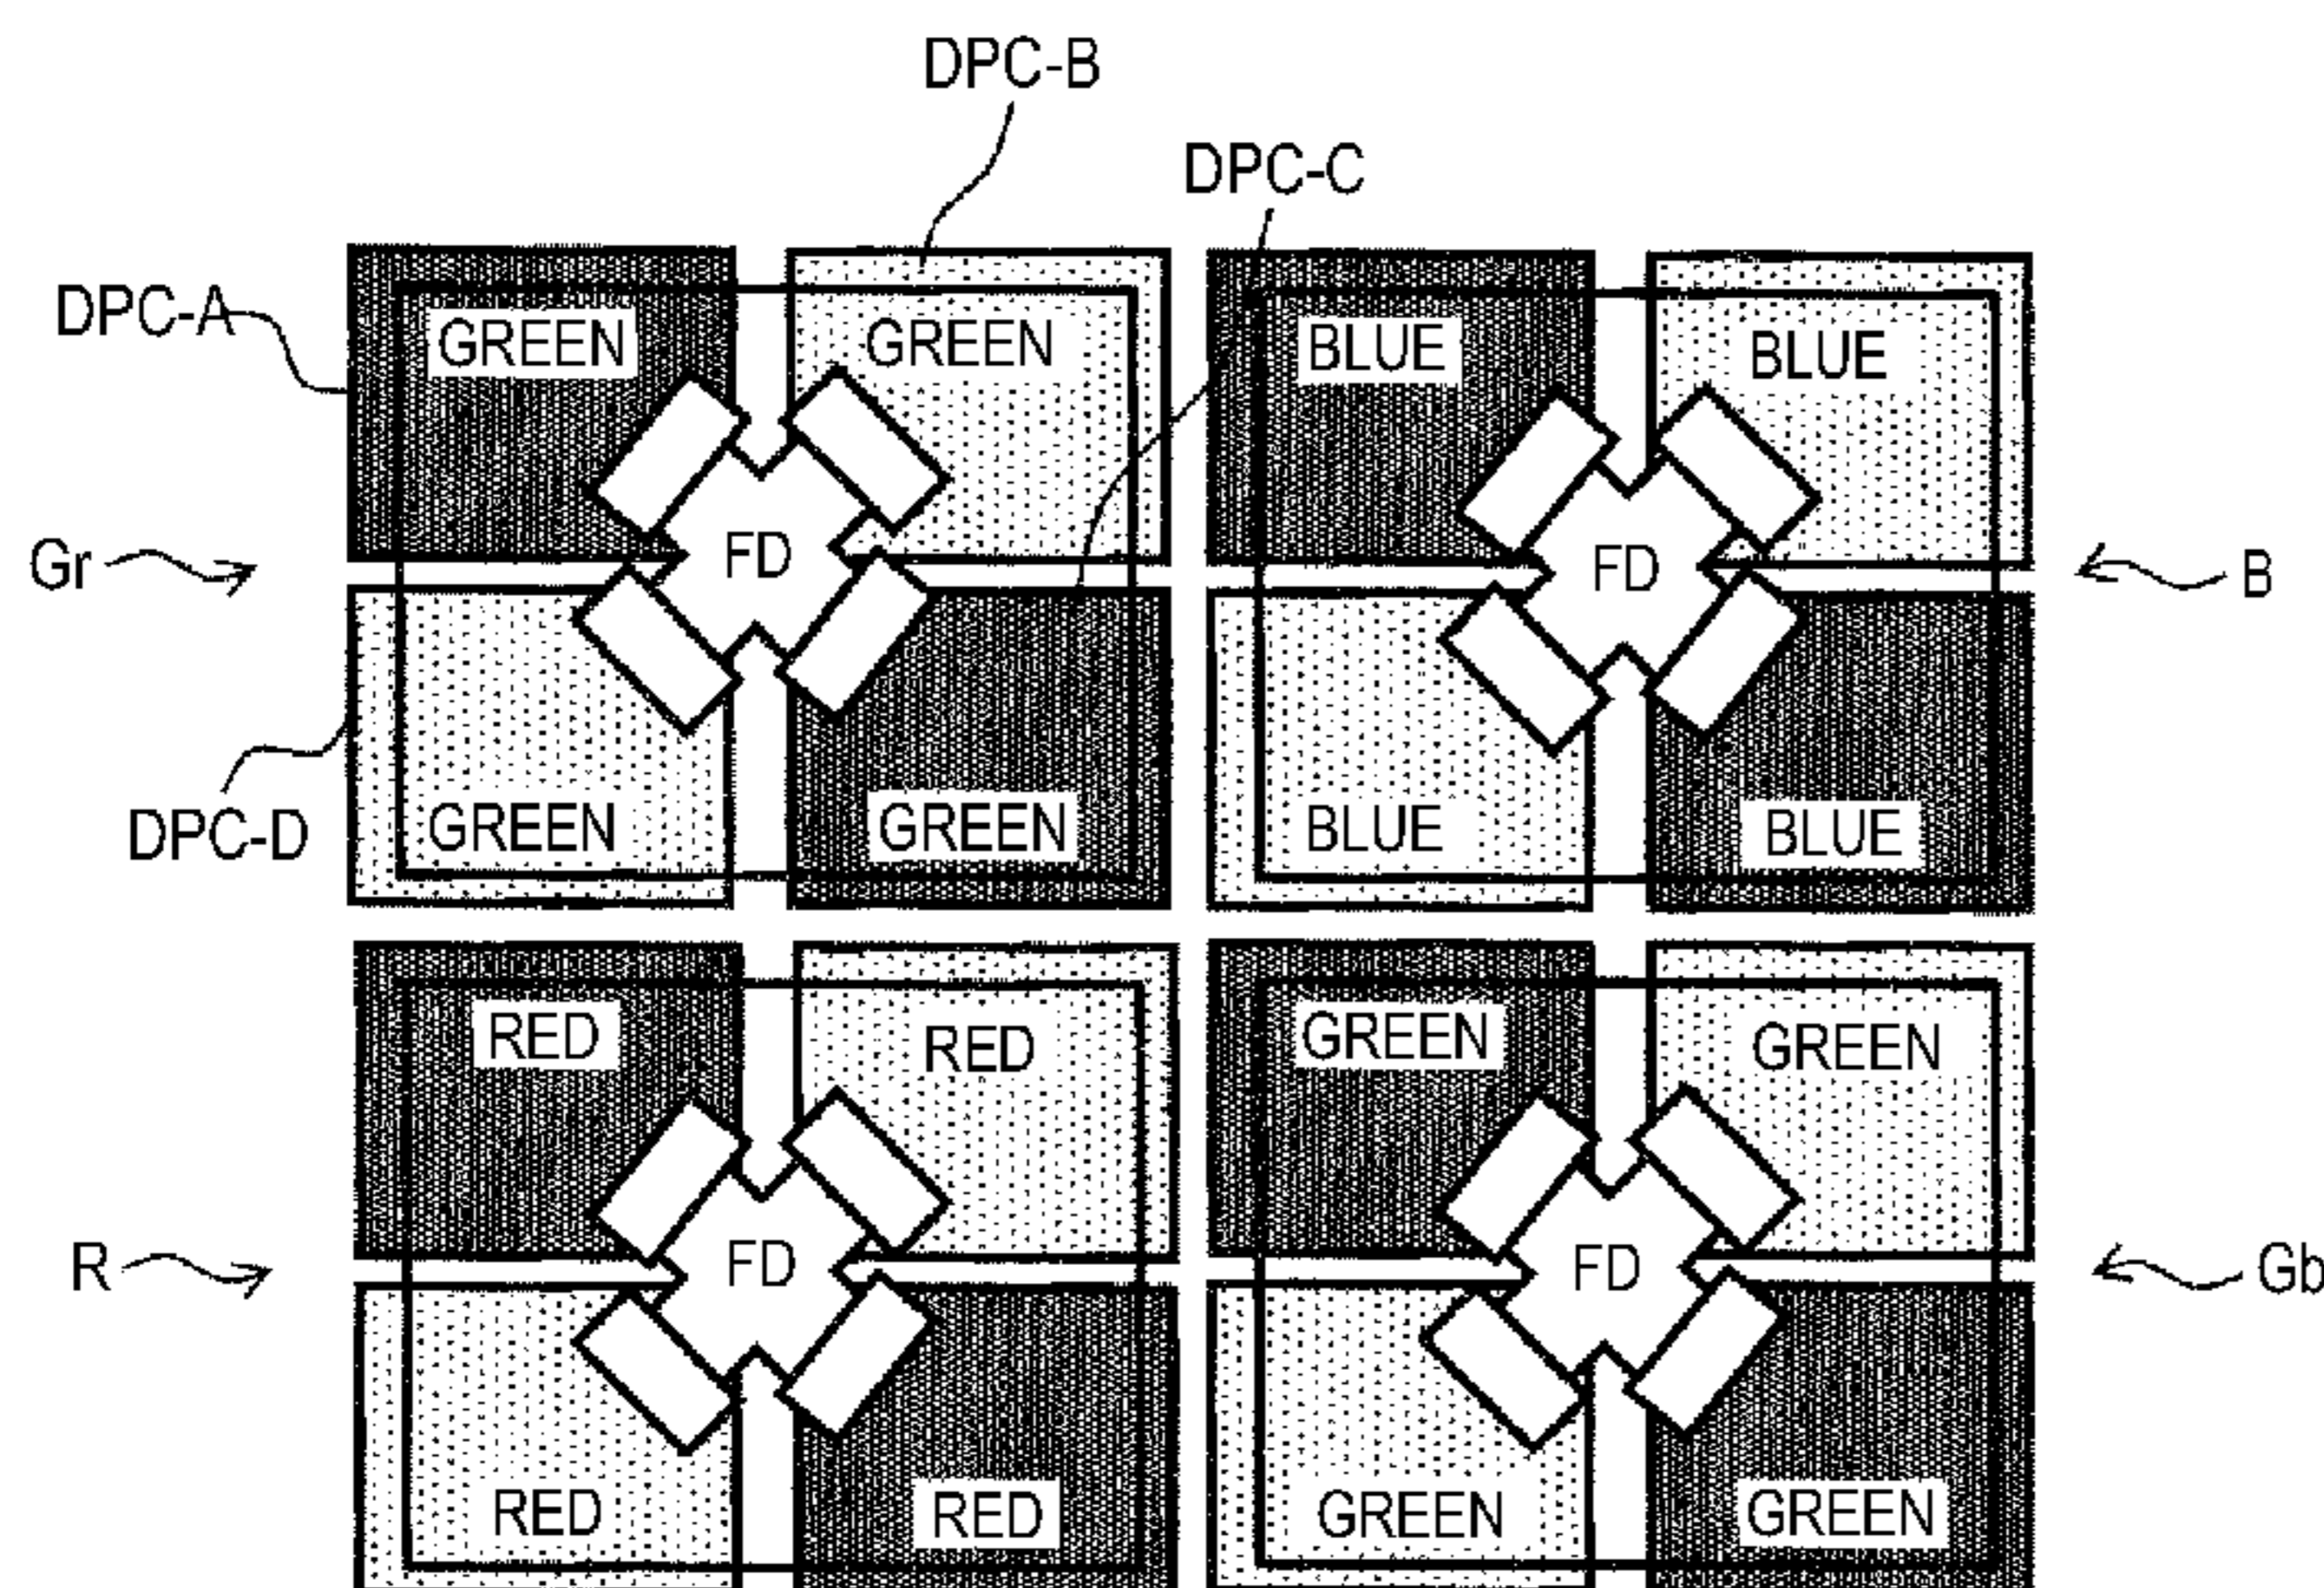 DPC-B
DPC-C
DPC-A
GREEN GREEN BLUE BLUE
Gr FD FD B
DPC-D GREEN GREEN BLUE BLUE
RED RED GREEN GREEN
R FD FD Gb
RED RED GREEN GREEN